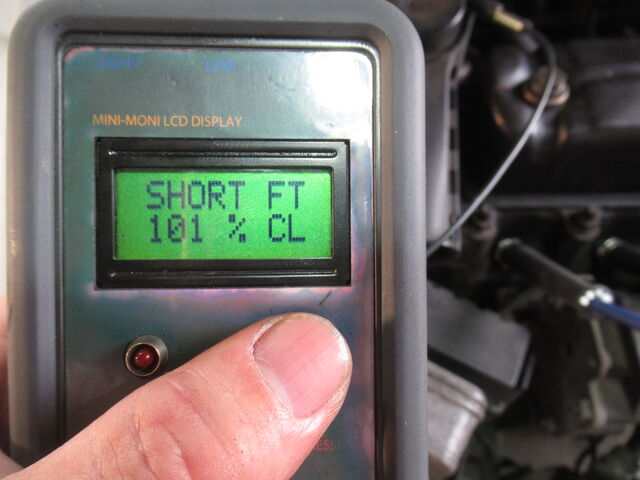 MINI-MONI LCD DISPLAY
SHORT FT
101 % CL